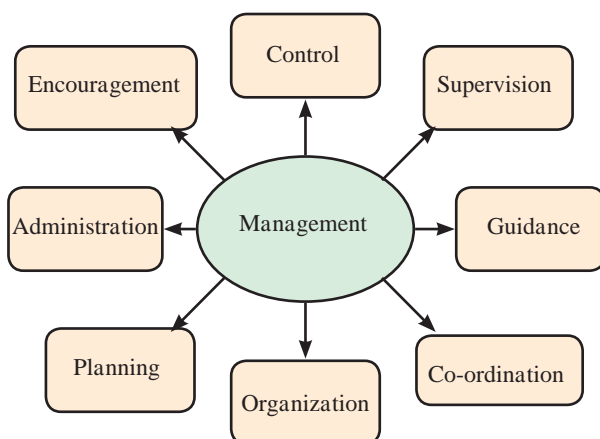 Control
Encouragement
Supervision
Administration
Management
Guidance
Planning
Co-ordination
Organization